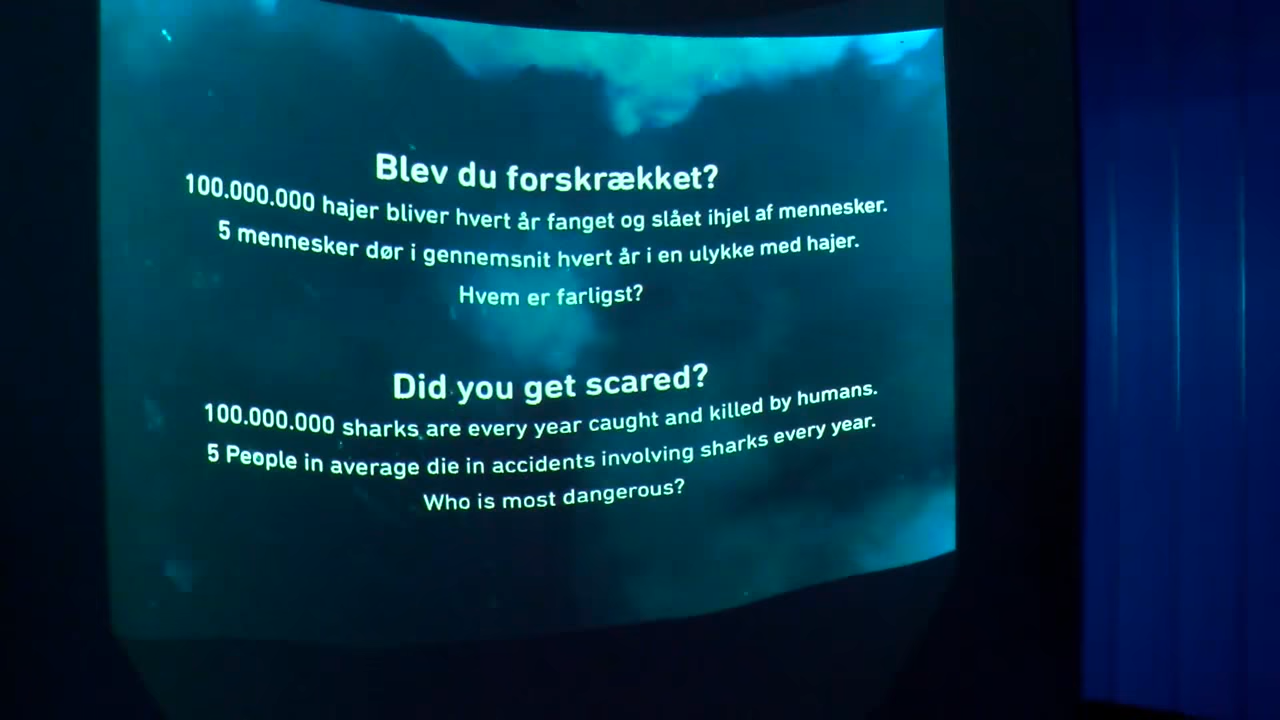 Blev du forskrækket?
100.000.000 hajer bliver hvert år fanget og slået ihjel af mennesker.
5 mennesker dør i gennemsnit hvert år i en ulykke med hajer.
Hvem er farligst?
Did you get scared?
100.000.000 sharks are every year caught and killed by humans.
5 People in average die in accidents involving sharks every year.
Who is most dangerous?